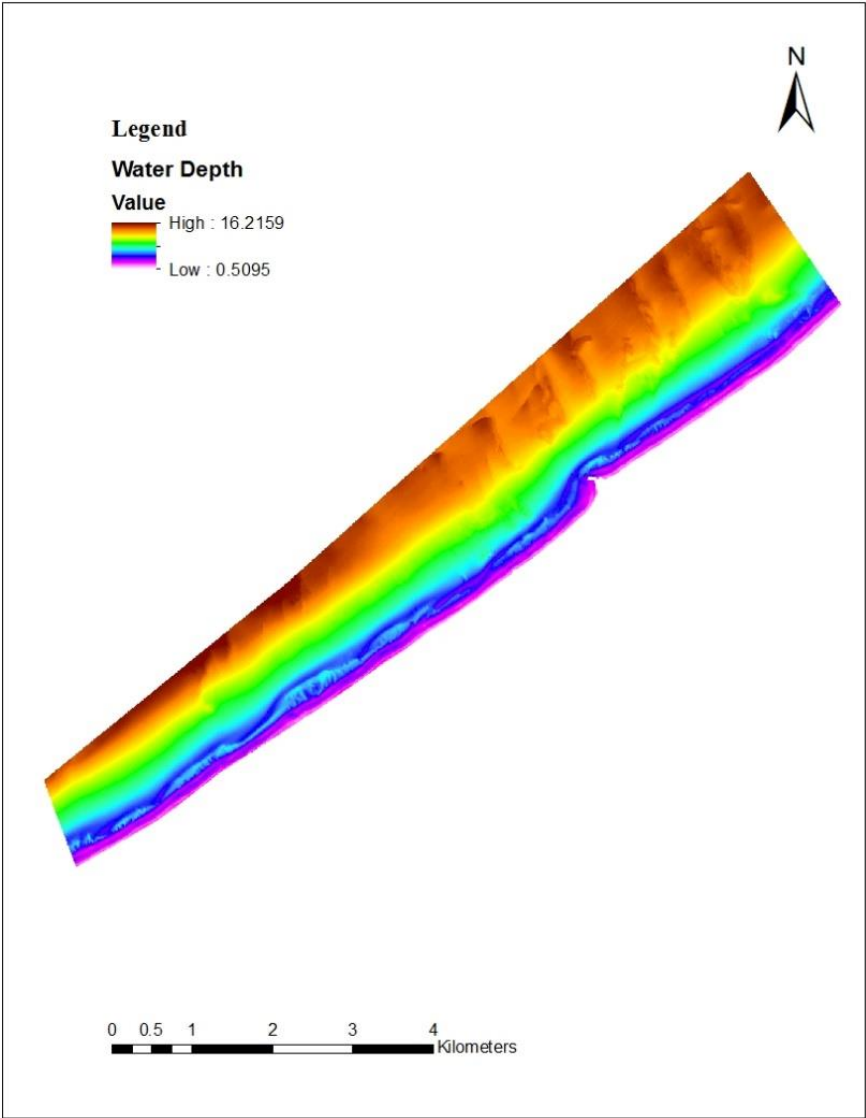 N
Legend
Water Depth
Value
High : 16.2159
Low : 0.5095
0 0.5 1 2 3 4
Kilometers